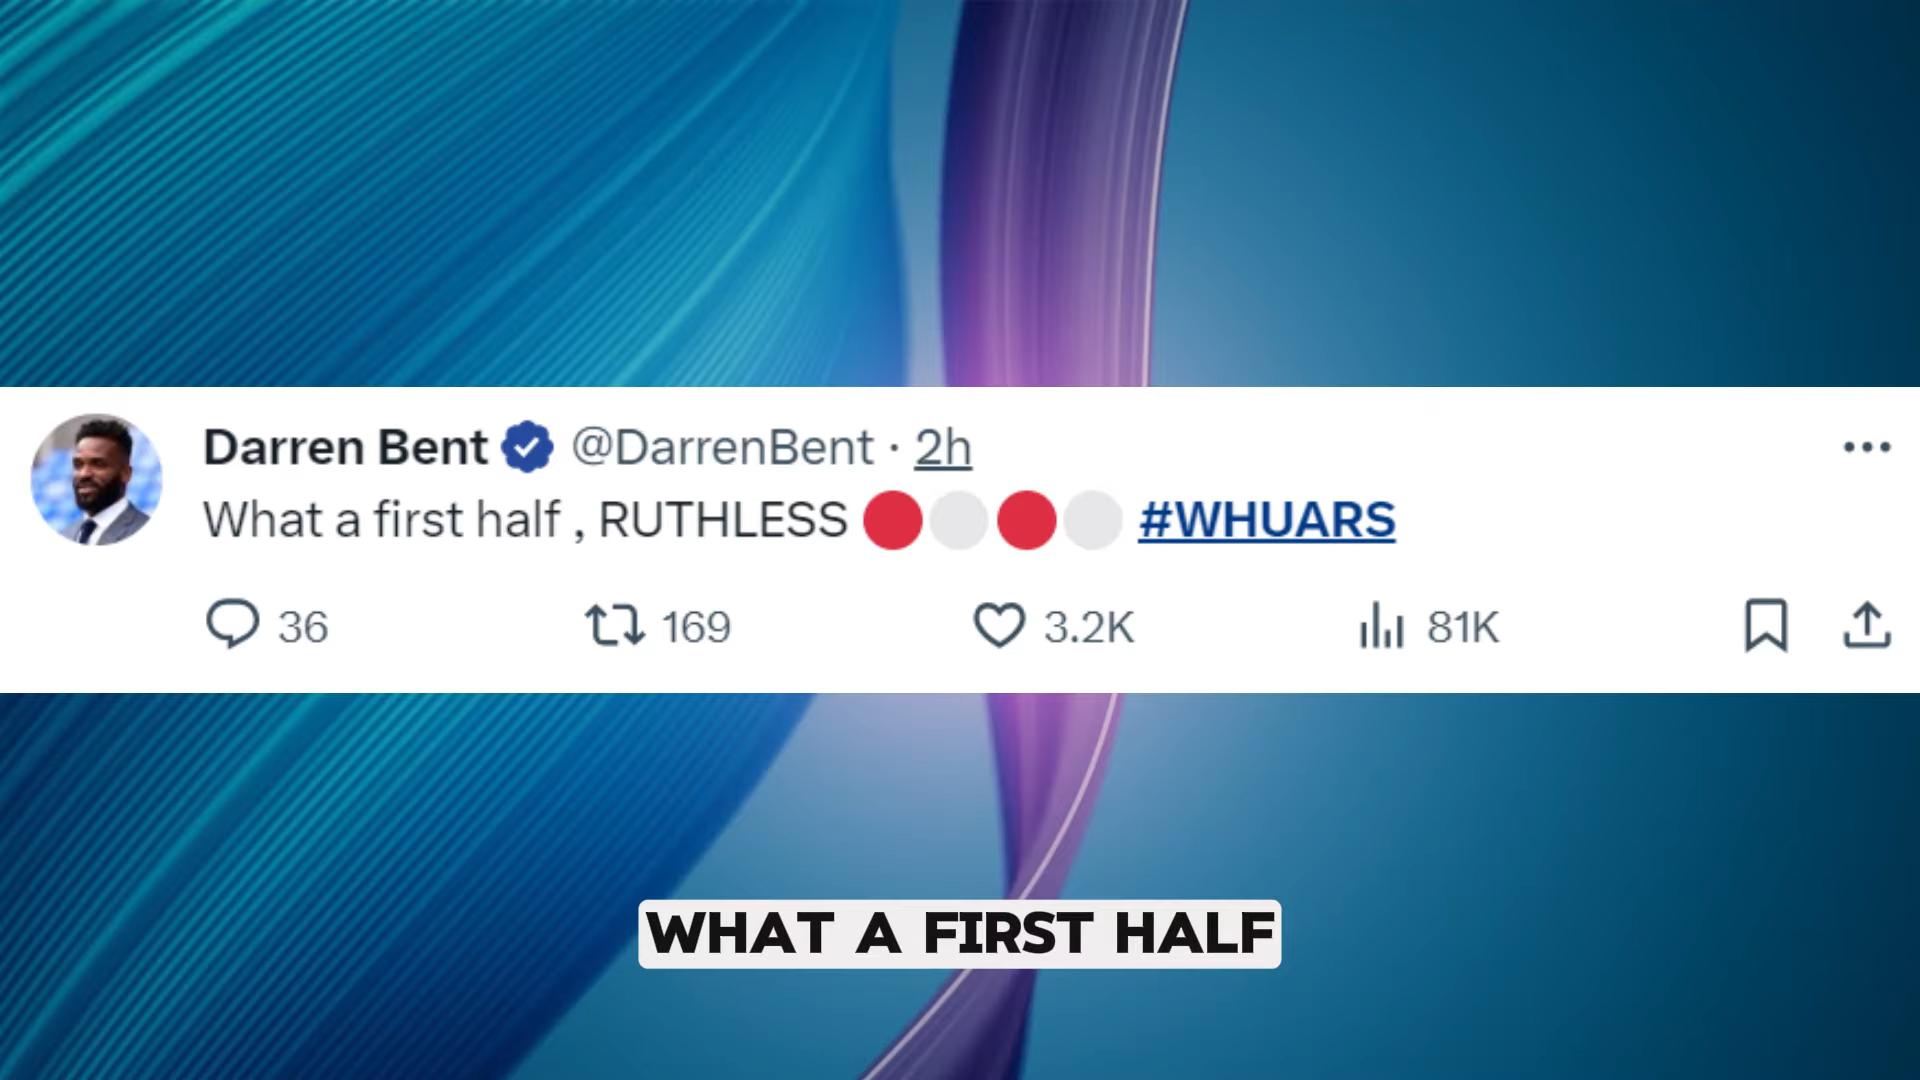 Darren Bent @DarrenBent · 2h
What a first half , RUTHLESS 🔴⚪🔴⚪ #WHUARS
36 169 3.2K 81K
WHAT A FIRST HALF